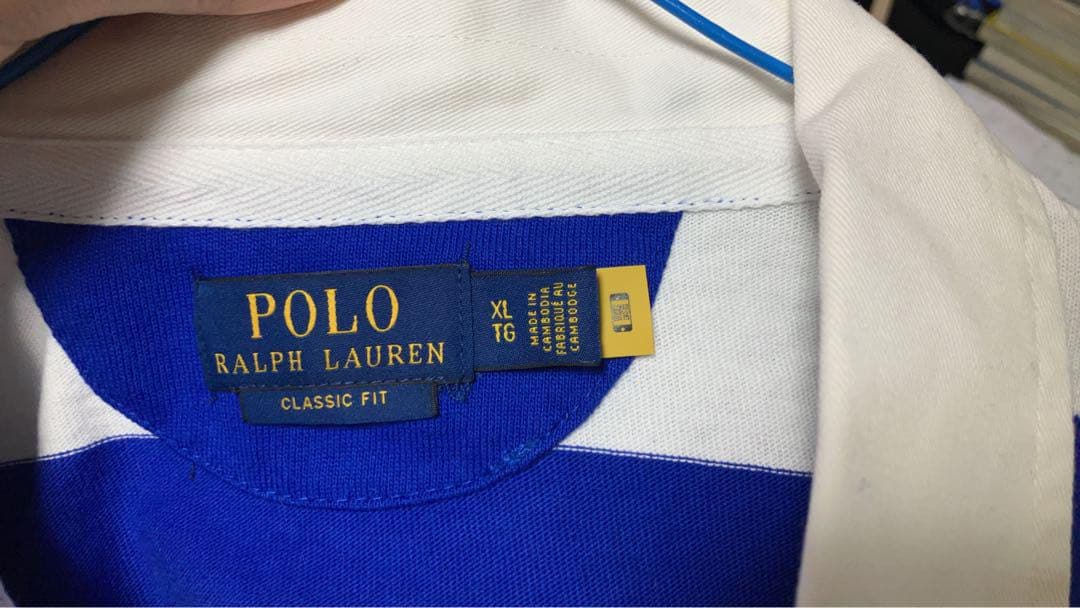 POLO
RALPH LAUREN
CLASSIC FIT
XL
TG
MADE IN
CAMBODIA
FABRIQUÉ AU
CAMBODGE